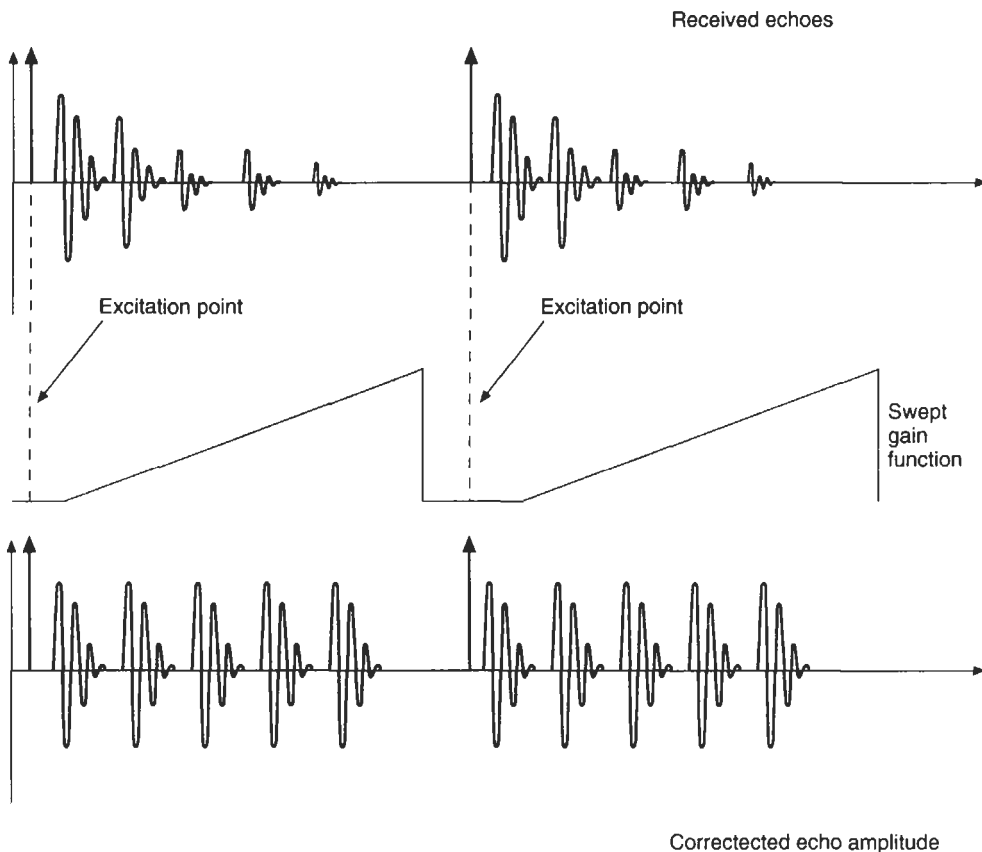 Received echoes
Excitation point
Excitation point
Swept
gain
function
Correctected echo amplitude